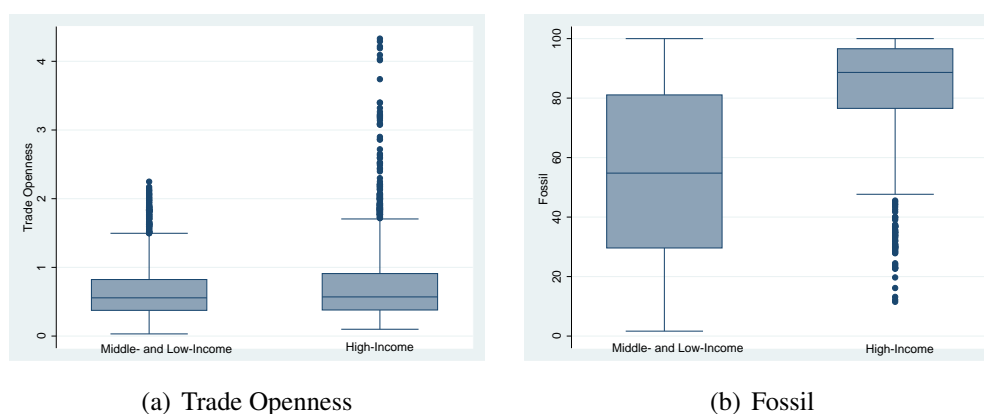 Trade Openness
4
3
2
1
0
Middle- and Low-Income
High-Income
(a) Trade Openness
Fossil
100
80
60
40
20
0
Middle- and Low-Income
High-Income
(b) Fossil